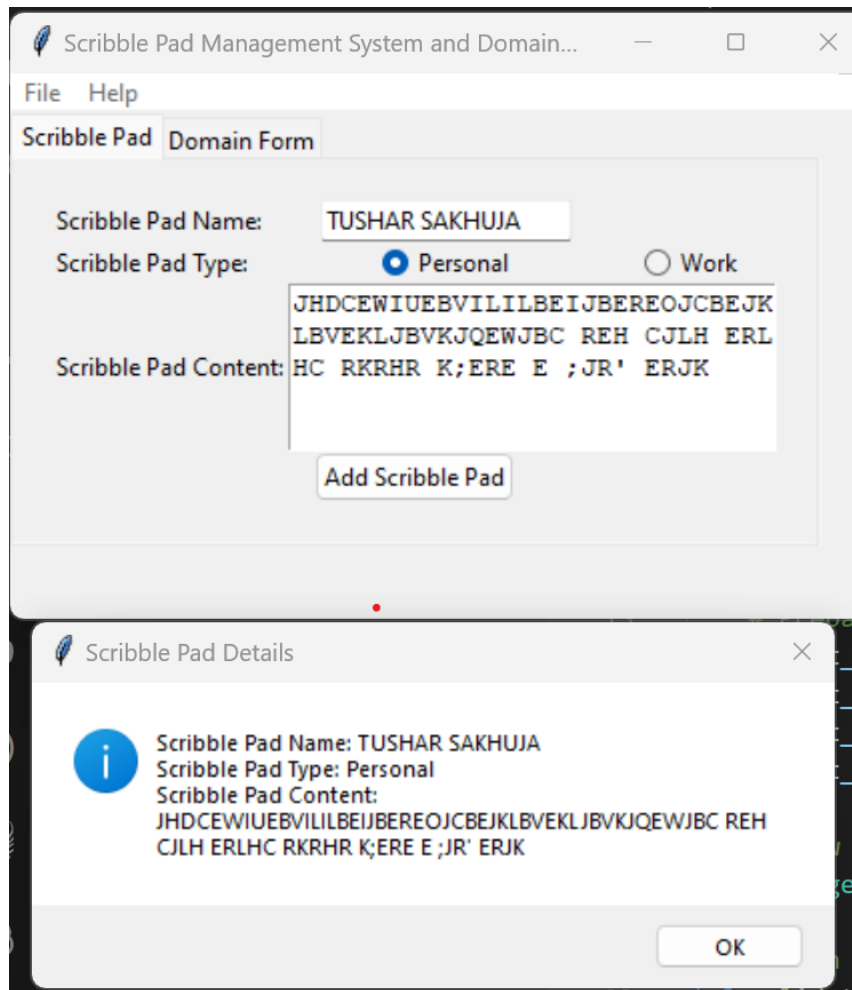 Scribble Pad Management System and Domain...
File Help
Scribble Pad Domain Form
Scribble Pad Name: TUSHAR SAKHUJA
Scribble Pad Type: Personal Work
Scribble Pad Content:
JHDCEWIUEBVILILBEIJBEREOJCBEJK
LBVEKLJBVKJQEWJBC REH CJLH ERL
HC RKRHR K;ERE E ;JR' ERJK
Add Scribble Pad
Scribble Pad Details
Scribble Pad Name: TUSHAR SAKHUJA
Scribble Pad Type: Personal
Scribble Pad Content:
JHDCEWIUEBVILILBEIJBEREOJCBEJKLBVEKLJBVKJQEWJBC REH
CJLH ERLHC RKRHR K;ERE E ;JR' ERJK
OK